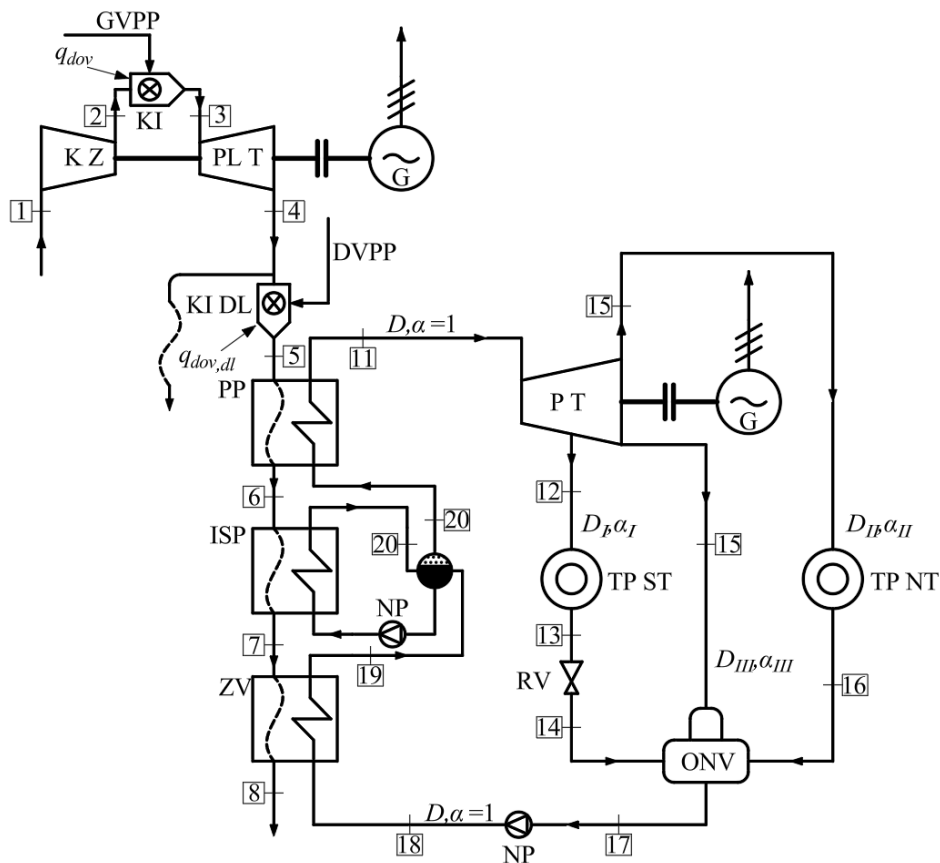 GVPP
q_dov
2
KI
3
K Z
PL T
G
1
4
DVPP
KI DL
15
q_dov,dl
5
D, α =1
11
PP
P T
G
12
6
20
D_I, α_I
15
D_II, α_II
ISP
20
TP ST
TP NT
NP
13
7
19
D_III, α_III
ZV
RV
16
14
ONV
8
D, α =1
18
NP
17